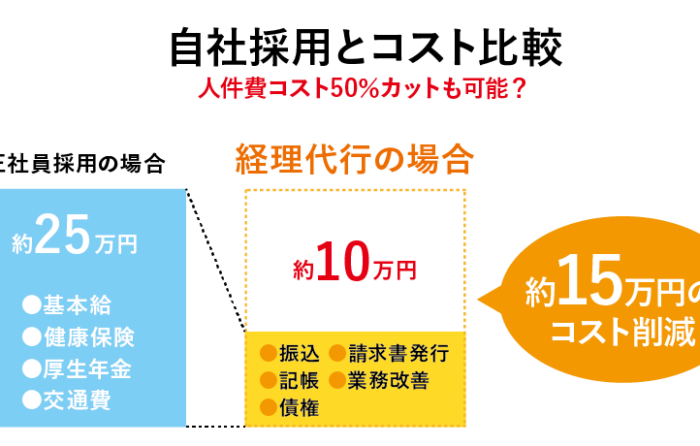 自社採用とコスト比較
人件費コスト50%カットも可能？
正社員採用の場合
約25万円
●基本給
●健康保険
●厚生年金
●交通費
経理代行の場合
約10万円
●振込 ●請求書発行
●記帳 ●業務改善
●債権
約15万円の
コスト削減